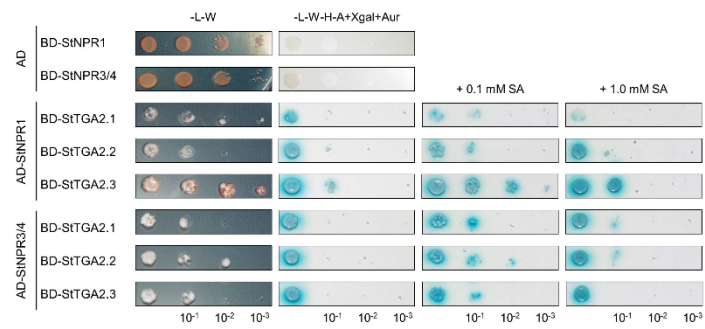 -L-W
-L-W-H-A+Xgal+Aur
AD
BD-StNPR1
BD-StNPR3/4
+ 0.1 mM SA
+ 1.0 mM SA
AD-StNPR1
BD-StTGA2.1
BD-StTGA2.2
BD-StTGA2.3
AD-StNPR3/4
BD-StTGA2.1
BD-StTGA2.2
BD-StTGA2.3
10⁻¹ 10⁻² 10⁻³ 10⁻¹ 10⁻² 10⁻³ 10⁻¹ 10⁻² 10⁻³ 10⁻¹ 10⁻² 10⁻³